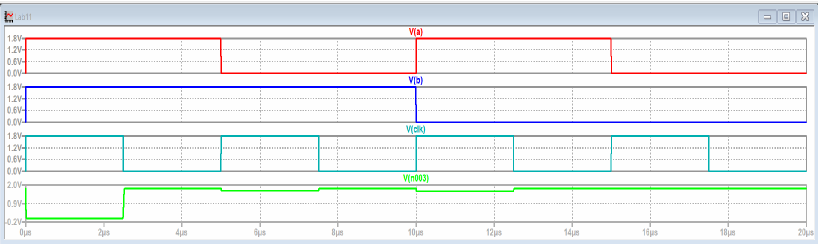 Lab11
V(a)
1.8V
1.2V
0.6V
0.0V
V(b)
1.8V
1.2V
0.6V
0.0V
V(clk)
1.8V
1.2V
0.6V
0.0V
V(n003)
2.0V
0.9V
-0.2V
0µs 2µs 4µs 6µs 8µs 10µs 12µs 14µs 16µs 18µs 20µs